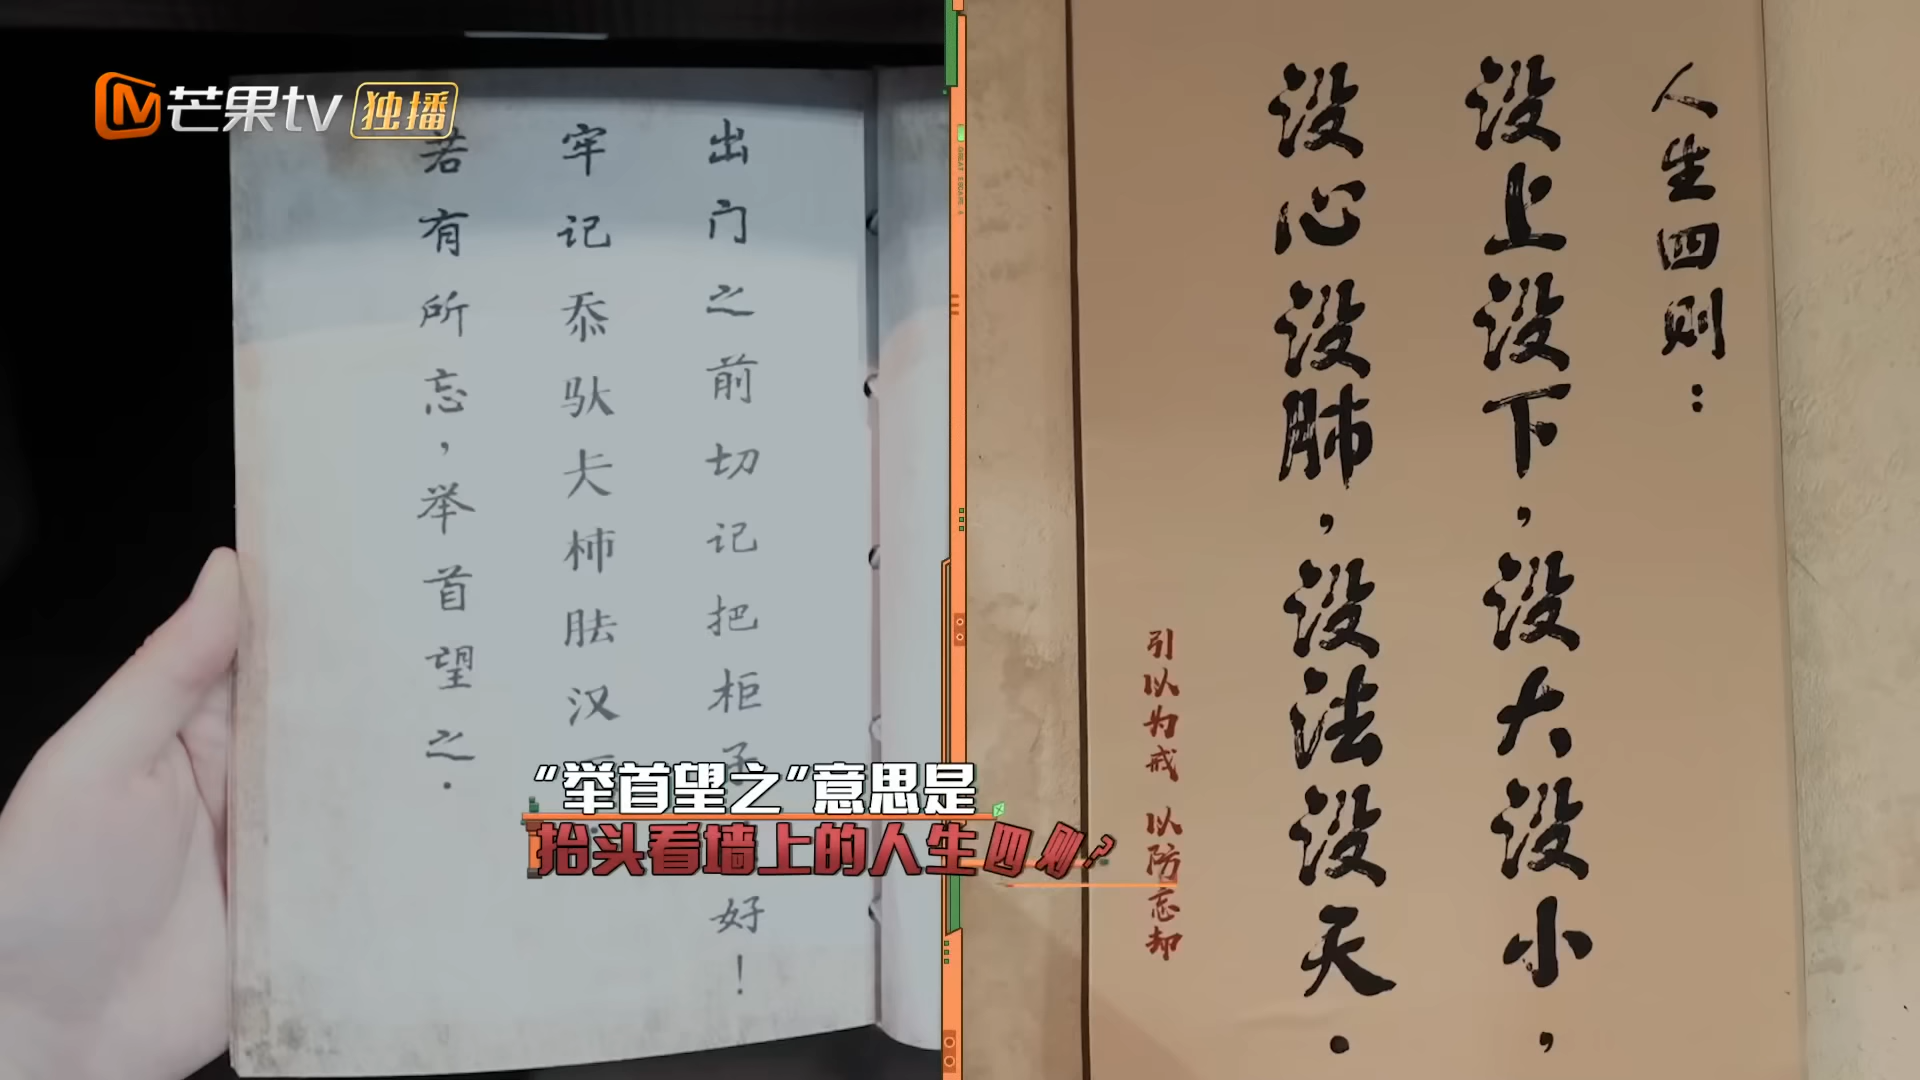 芒果tv 独播
出门之前切记把柜子好!
牢记忝驮杮胠汉
若有所忘,举首望之.
人生四则:
没上没下,没大没小,
没心没肺,没法没天.
引以为戒 以防忘却
“举首望之”意思是
抬头看墙上的人生四则?